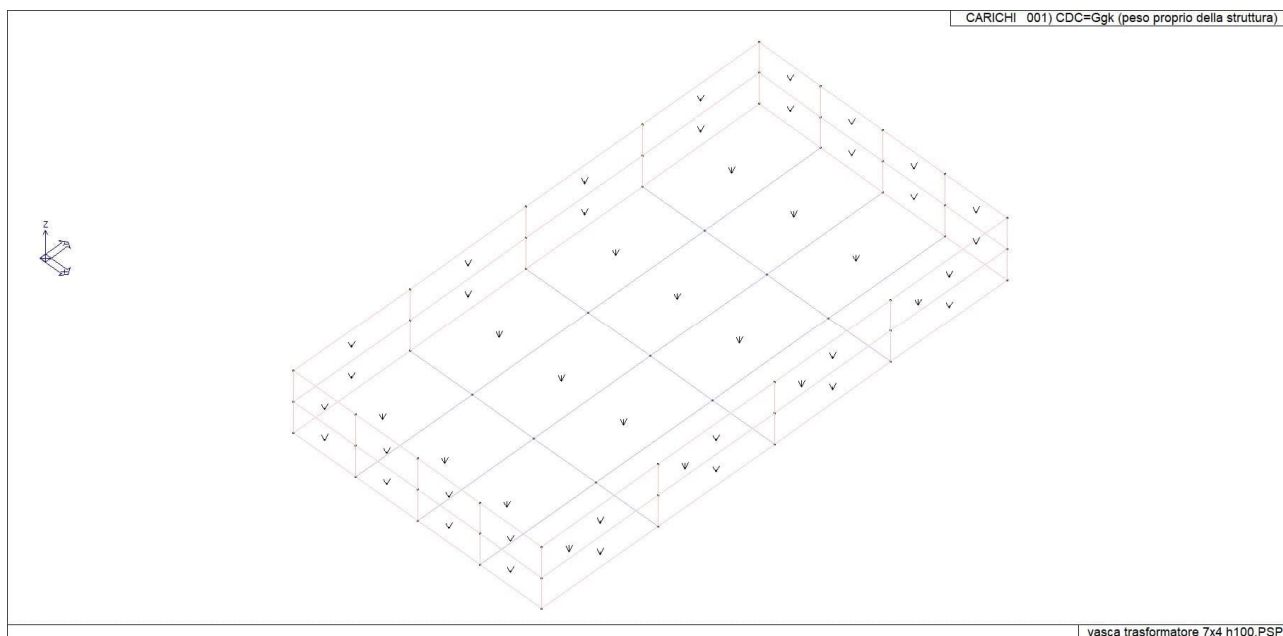 CARICHI 001) CDC=Ggk (peso proprio della struttura)
Z
vasca trasformatore 7x4 h100.PSP